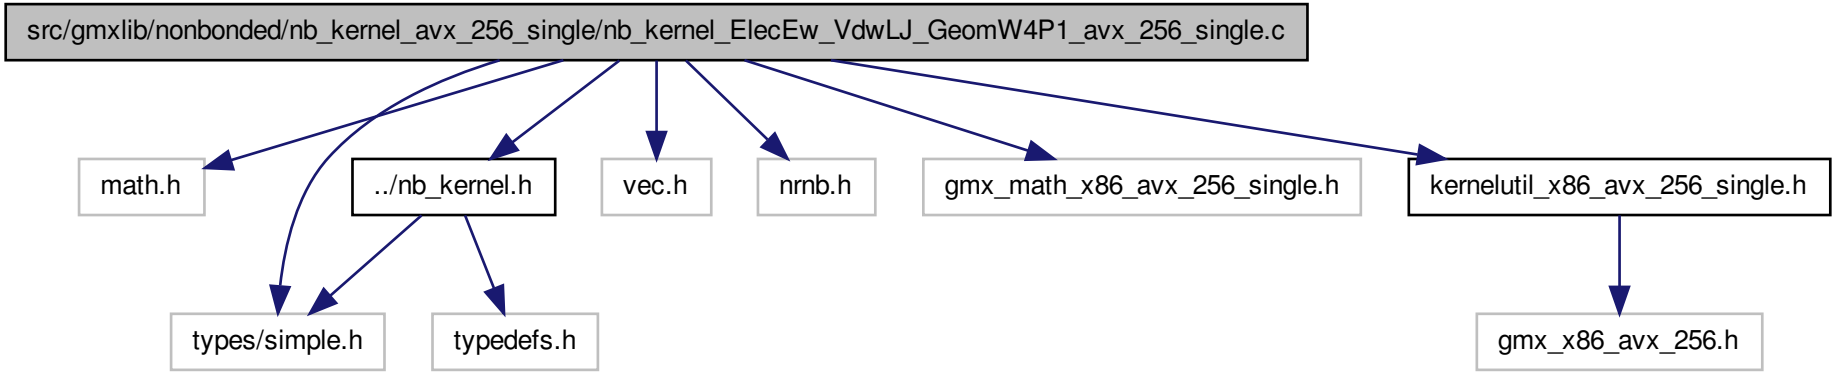 src/gmxlib/nonbonded/nb_kernel_avx_256_single/nb_kernel_ElecEw_VdwLJ_GeomW4P1_avx_256_single.c
math.h
../nb_kernel.h
vec.h
nrnb.h
gmx_math_x86_avx_256_single.h
kernelutil_x86_avx_256_single.h
types/simple.h
typedefs.h
gmx_x86_avx_256.h